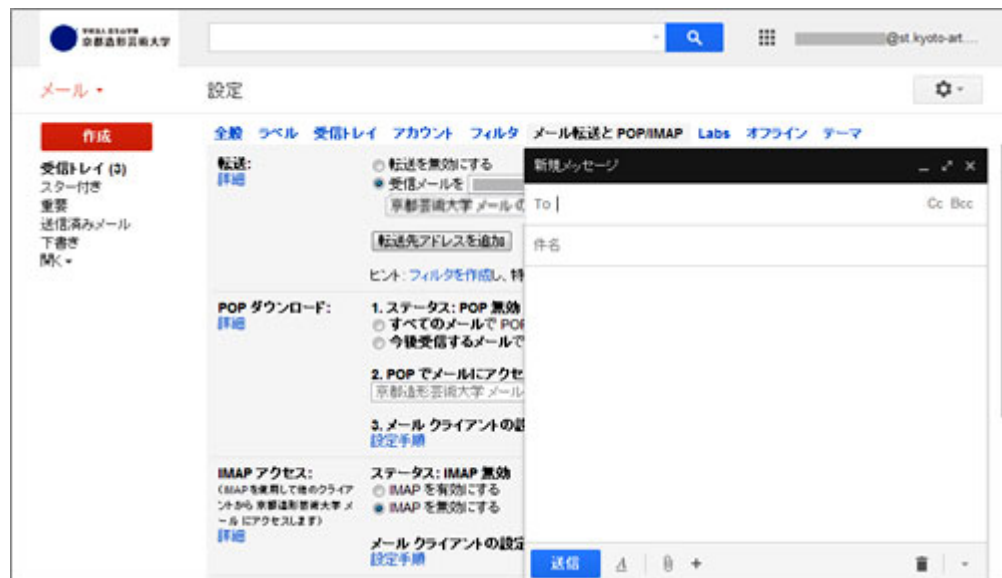 京都造形芸術大学
@st.kyoto-art....
メール
設定
作成
全般 ラベル 受信トレイ アカウント フィルタ メール転送と POP/IMAP Labs オフライン テーマ
受信トレイ (3)
スター付き
重要
送信済みメール
下書き
開く
転送:
詳細
転送を無効にする
受信メールを
京都芸術大学 メール の
転送先アドレスを追加
ヒント: フィルタを作成し、特
POP ダウンロード:
詳細
1. ステータス: POP 無効
すべてのメールで POP
今後受信するメールで
2. POP でメールにアクセ
京都造形芸術大学 メール
3. メール クライアントの設
設定手順
IMAP アクセス:
(IMAP を使用して他のクライア
ントから 京都造形芸術大学 メ
ール にアクセスします)
詳細
ステータス: IMAP 無効
IMAP を有効にする
IMAP を無効にする
メール クライアントの設定
設定手順
新規メッセージ
To
Cc Bcc
件名
送信
A